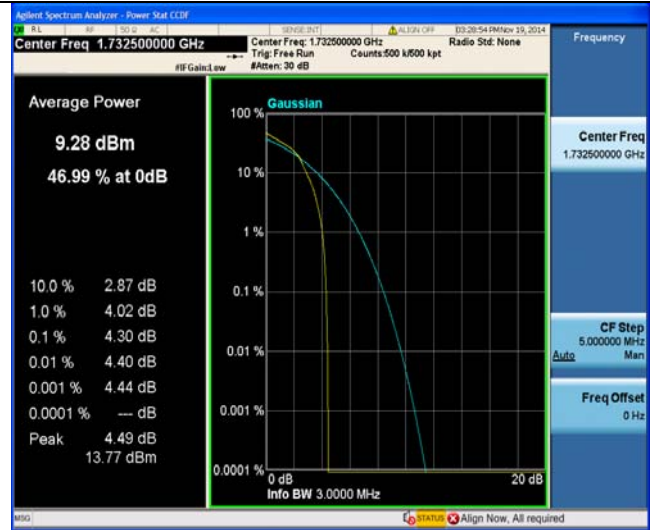 Agilent Spectrum Analyzer - Power Stat CCDF
RL RF 50 Ω AC SENSE:INT ALIGN OFF 03:28:54 PM Nov 19, 2014
Center Freq 1.732500000 GHz
Center Freq: 1.732500000 GHz Radio Std: None
Trig: Free Run Counts:500 k/500 kpt
#IFGain:Low #Atten: 30 dB
Frequency
Average Power
9.28 dBm
46.99 % at 0dB
10.0 % 2.87 dB
1.0 % 4.02 dB
0.1 % 4.30 dB
0.01 % 4.40 dB
0.001 % 4.44 dB
0.0001 % --- dB
Peak 4.49 dB
13.77 dBm
Gaussian
100 %
10 %
1 %
0.1 %
0.01 %
0.001 %
0.0001 %
0 dB 20 dB
Info BW 3.0000 MHz
Center Freq
1.732500000 GHz
CF Step
5.000000 MHz
Auto Man
Freq Offset
0 Hz
MSG STATUS Align Now, All required